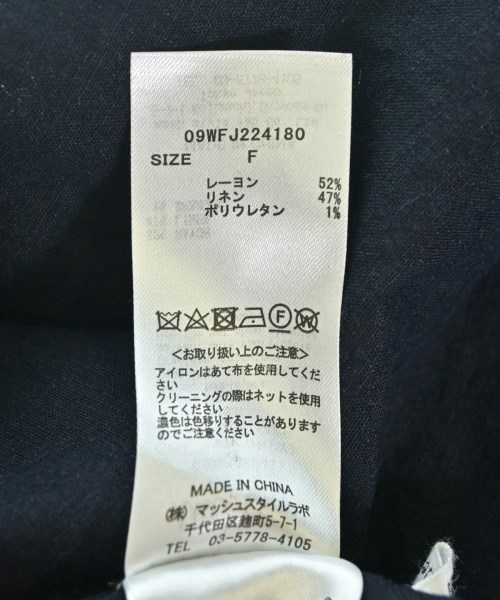 09WFJ224180
SIZE F
レーヨン 52%
リネン 47%
ポリウレタン 1%
F W
<お取り扱い上のご注意>
アイロンはあて布を使用してくだ
さい
クリーニングの際はネットを使用
してください
濃色は色移りすることがあります
のでご注意ください
MADE IN CHINA
(株) マッシュスタイルラボ
千代田区麹町5-7-1
TEL 03-5778-4105